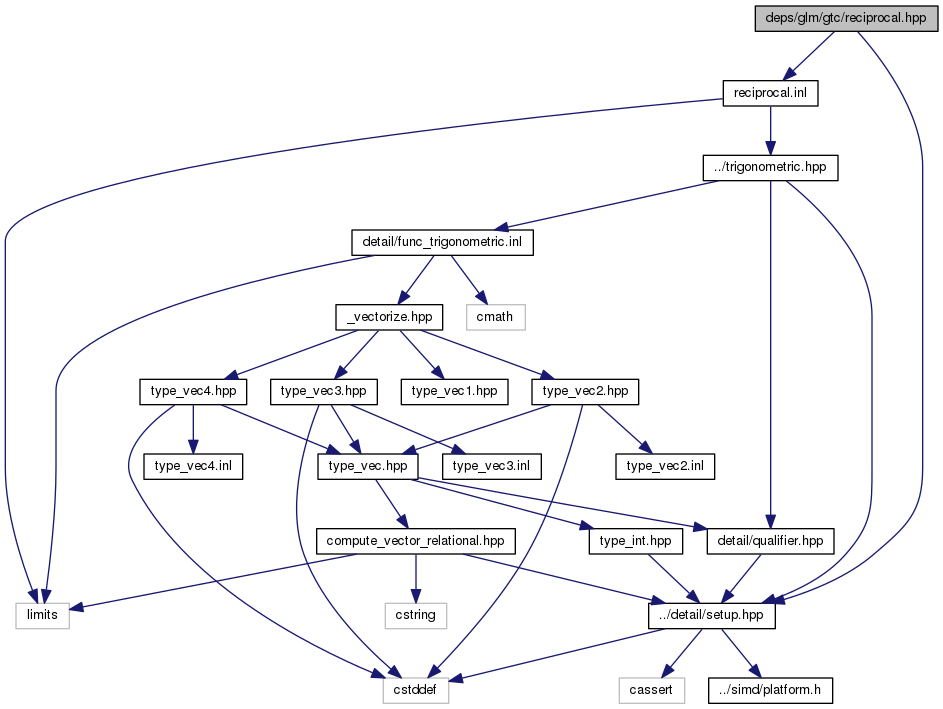 deps/glm/gtc/reciprocal.hpp
reciprocal.inl
../trigonometric.hpp
detail/func_trigonometric.inl
_vectorize.hpp
cmath
type_vec4.hpp
type_vec3.hpp
type_vec1.hpp
type_vec2.hpp
type_vec4.inl
type_vec.hpp
type_vec3.inl
type_vec2.inl
compute_vector_relational.hpp
type_int.hpp
detail/qualifier.hpp
limits
cstring
../detail/setup.hpp
cstddef
cassert
../simd/platform.h